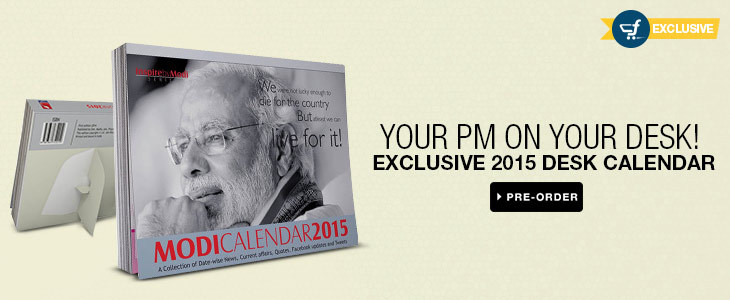 EXCLUSIVE
We were not lucky enough to
die for the country
But atleast we can
live for it!
YOUR PM ON YOUR DESK!
EXCLUSIVE 2015 DESK CALENDAR
PRE-ORDER
MODICALENDAR2015
A Collection of Date-wise News, Current affairs, Quotes, Facebook updates and Tweets